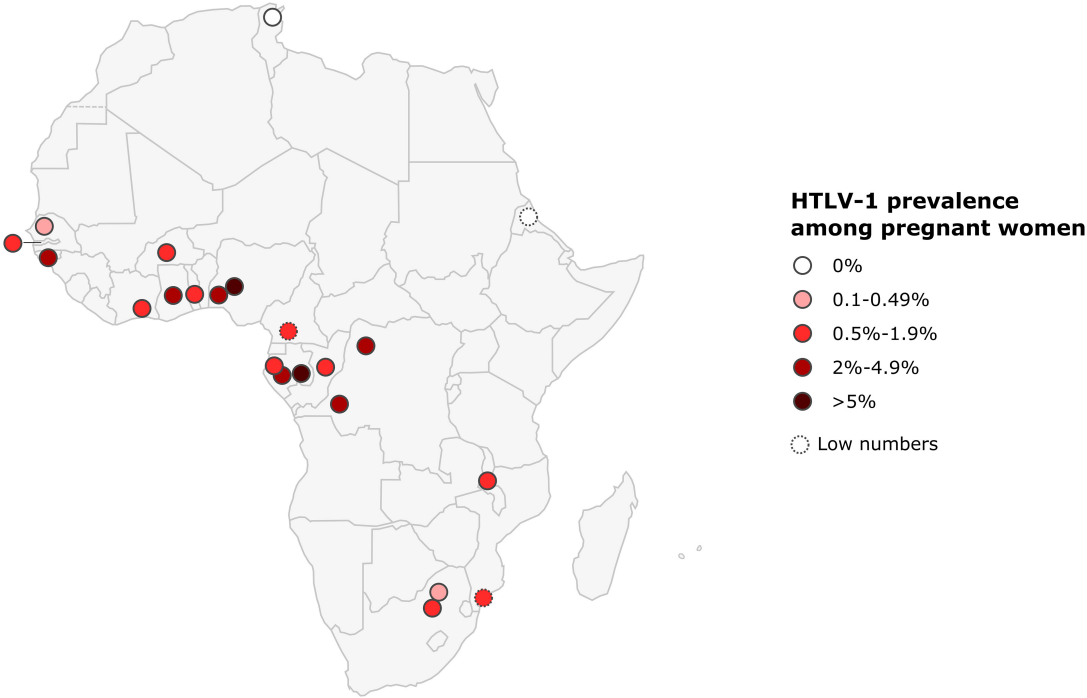 HTLV-1 prevalence
among pregnant women
0%
0.1-0.49%
0.5%-1.9%
2%-4.9%
>5%
Low numbers